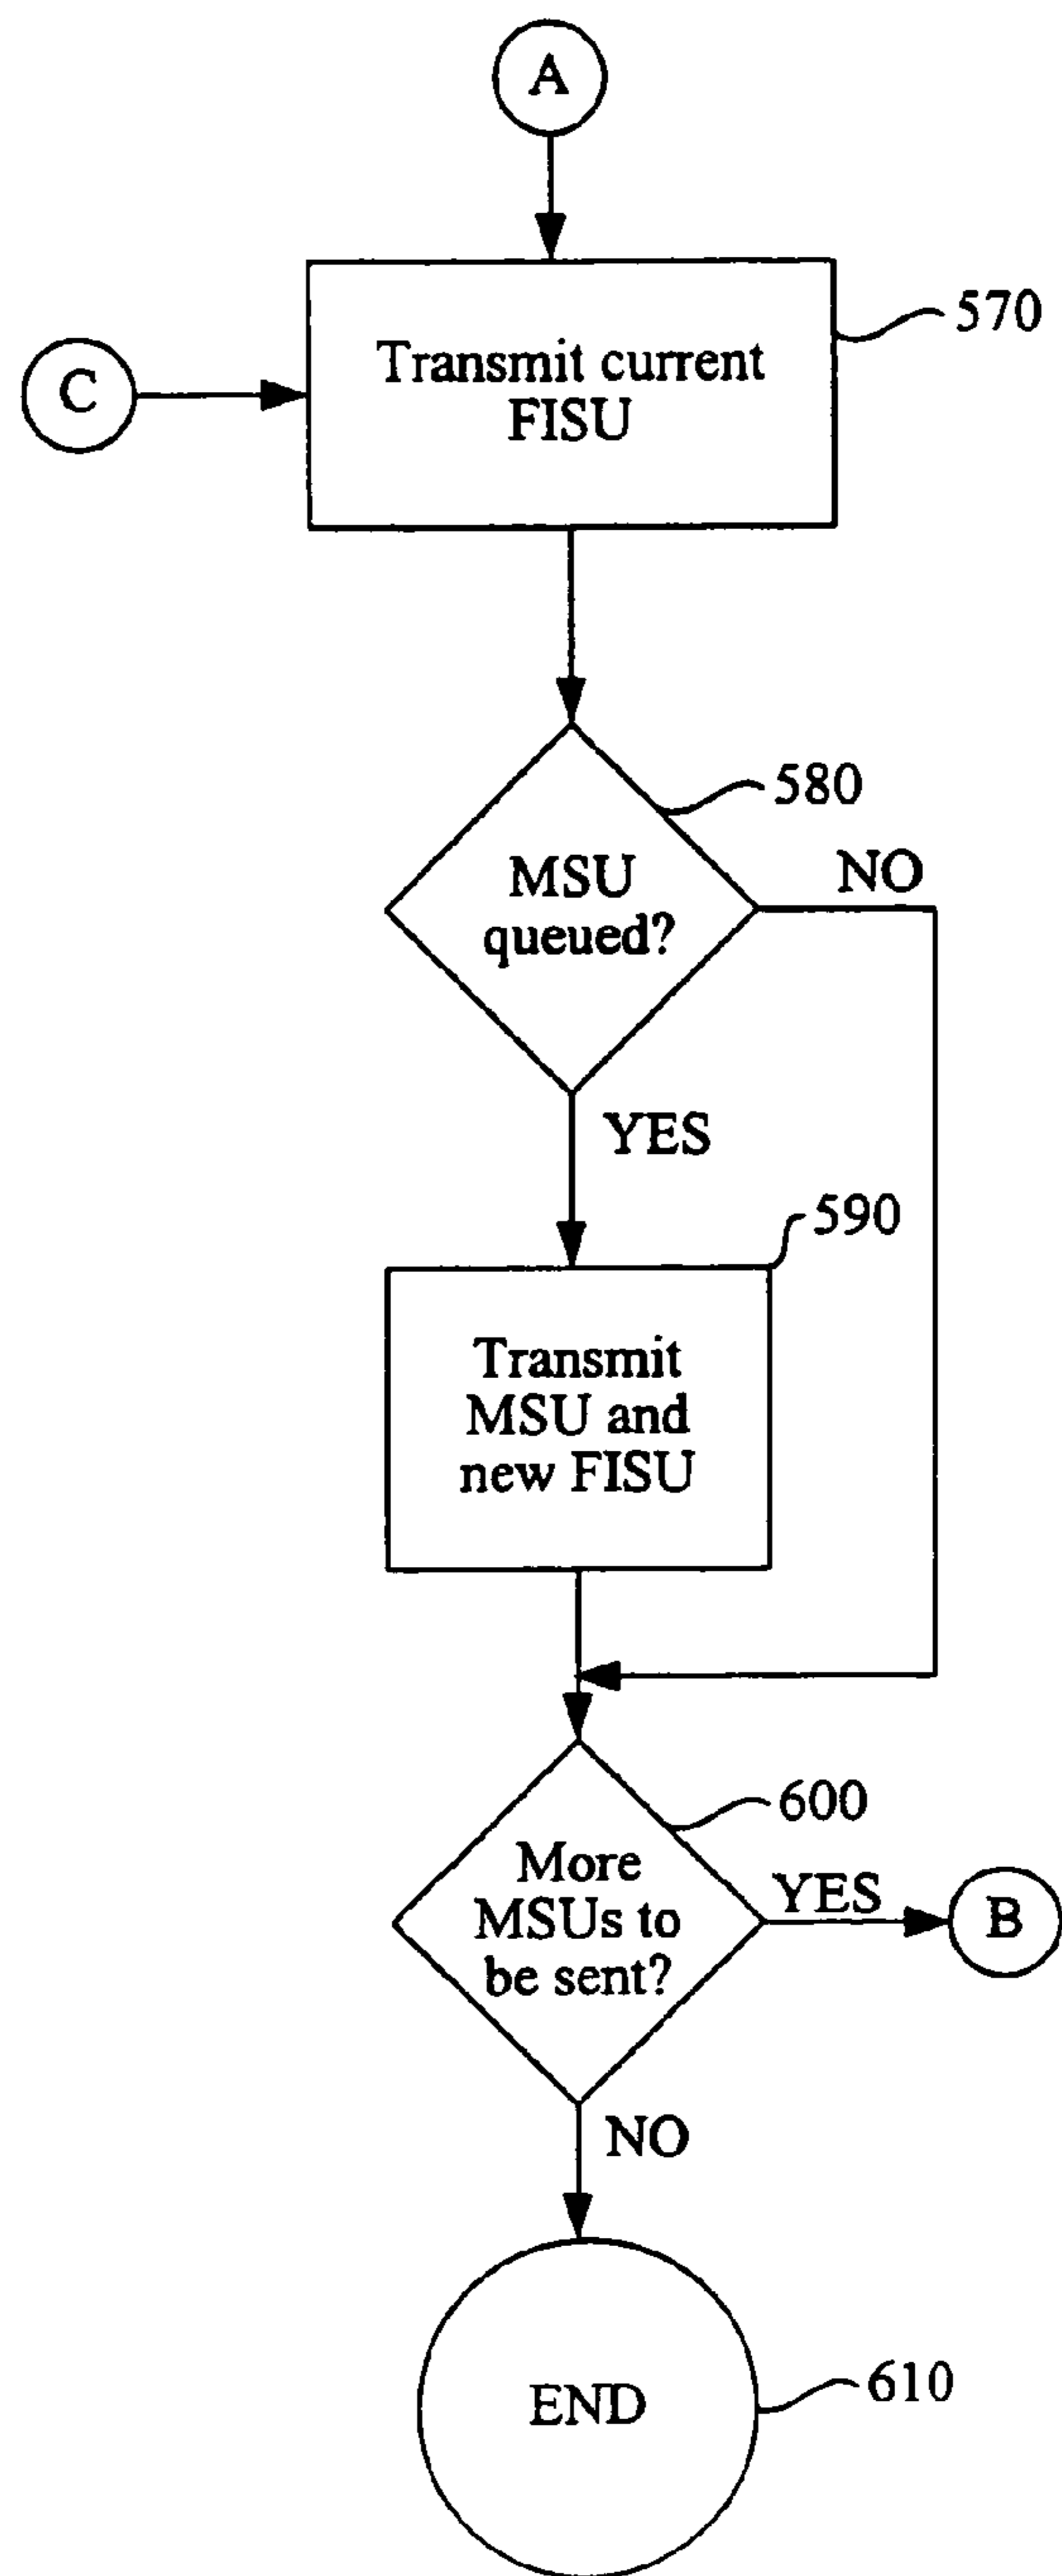 A
570
Transmit current
FISU
C
580
MSU
queued?
NO
YES
590
Transmit
MSU and
new FISU
600
More
MSUs to
be sent?
YES
B
NO
END
610